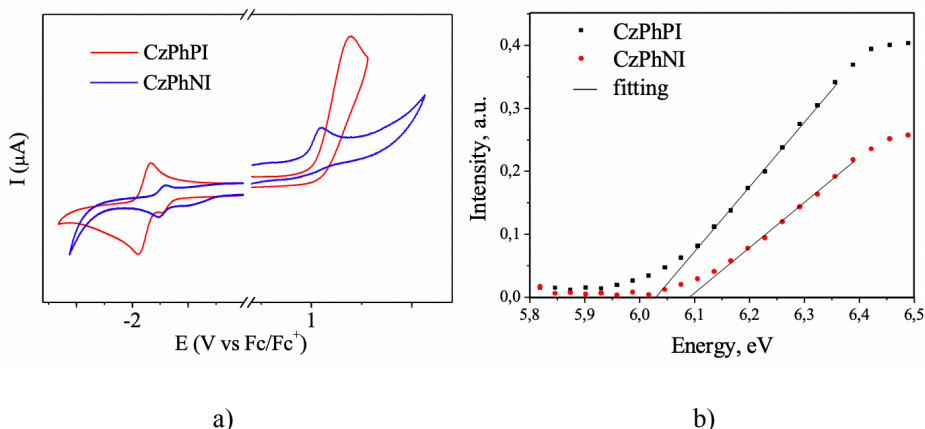 a)
CzPhPI
CzPhNI
I (μA)
-2
1
E (V vs Fc/Fc⁺)
a)
b)
CzPhPI
CzPhNI
fitting
Intensity, a.u.
0,4
0,3
0,2
0,1
0,0
5,8 5,9 6,0 6,1 6,2 6,3 6,4 6,5
Energy, eV
b)